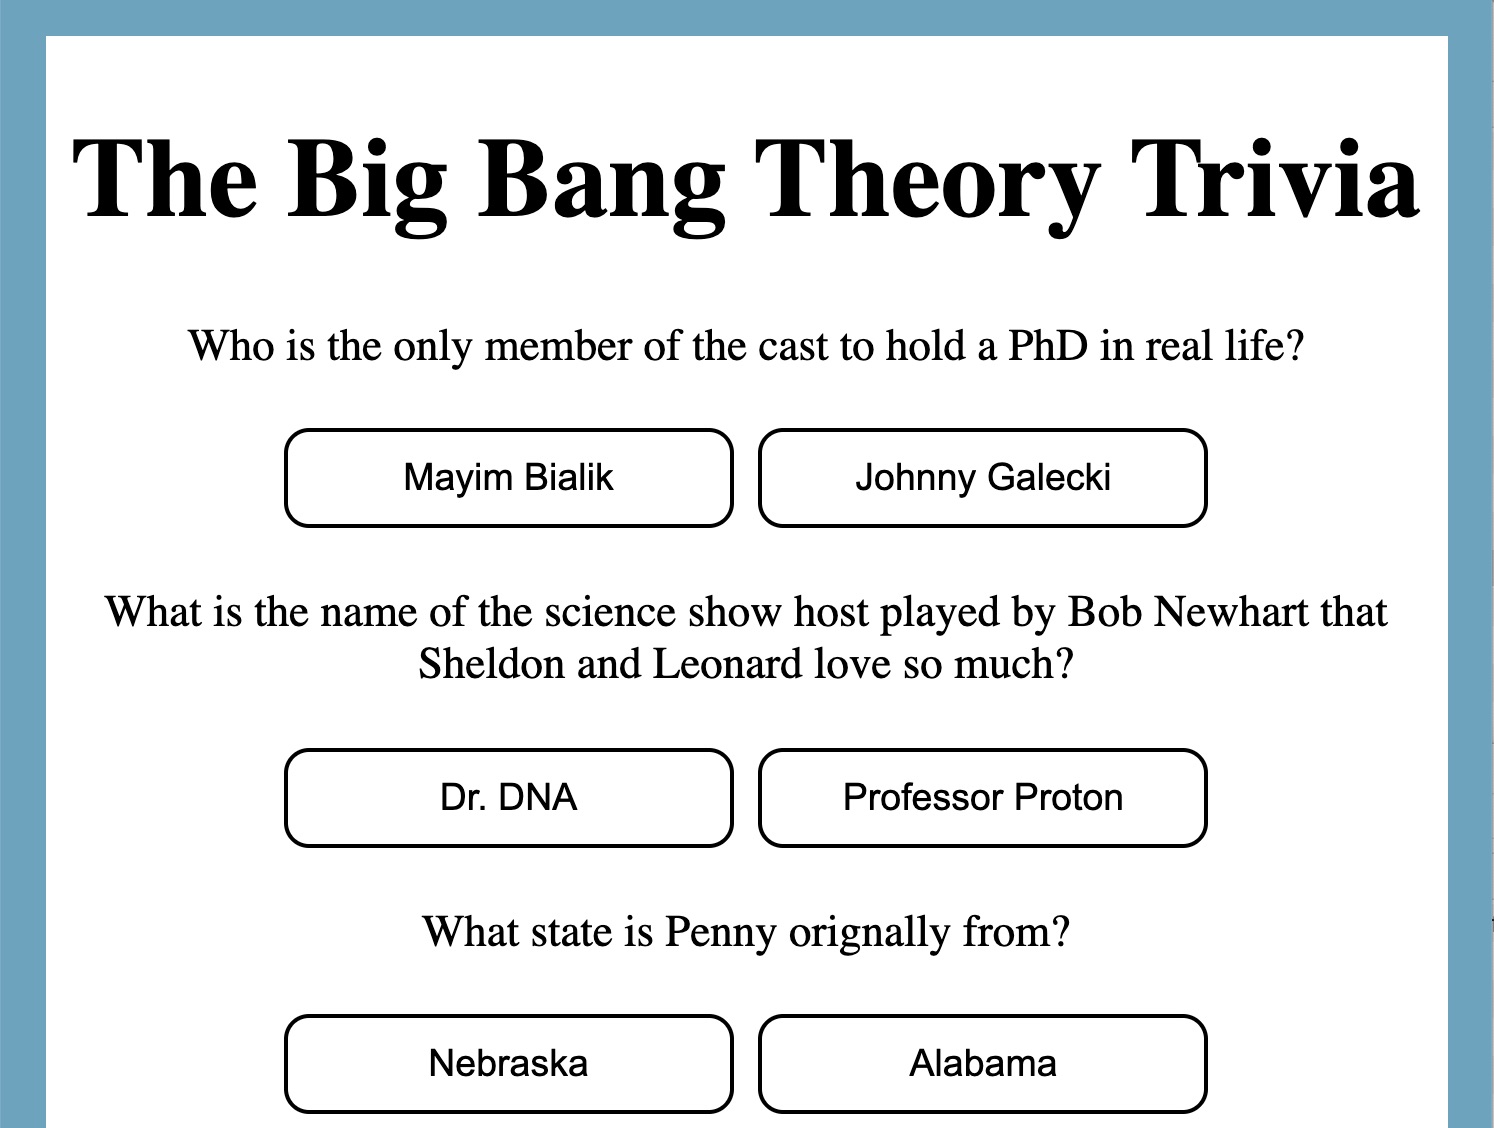 The Big Bang Theory Trivia
Who is the only member of the cast to hold a PhD in real life?
Mayim Bialik
Johnny Galecki
What is the name of the science show host played by Bob Newhart that
Sheldon and Leonard love so much?
Dr. DNA
Professor Proton
What state is Penny orignally from?
Nebraska
Alabama